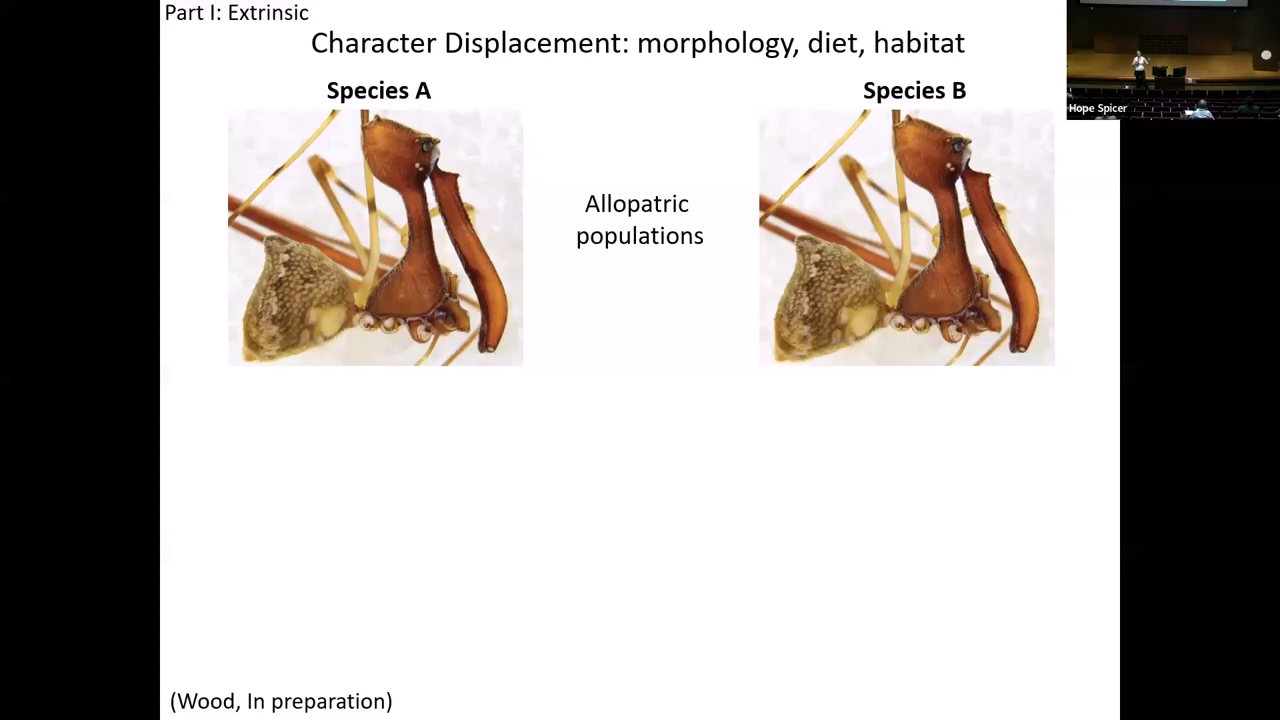 Part I: Extrinsic
Character Displacement: morphology, diet, habitat
Species A
Species B
Hope Spicer
Allopatric
populations
(Wood, In preparation)